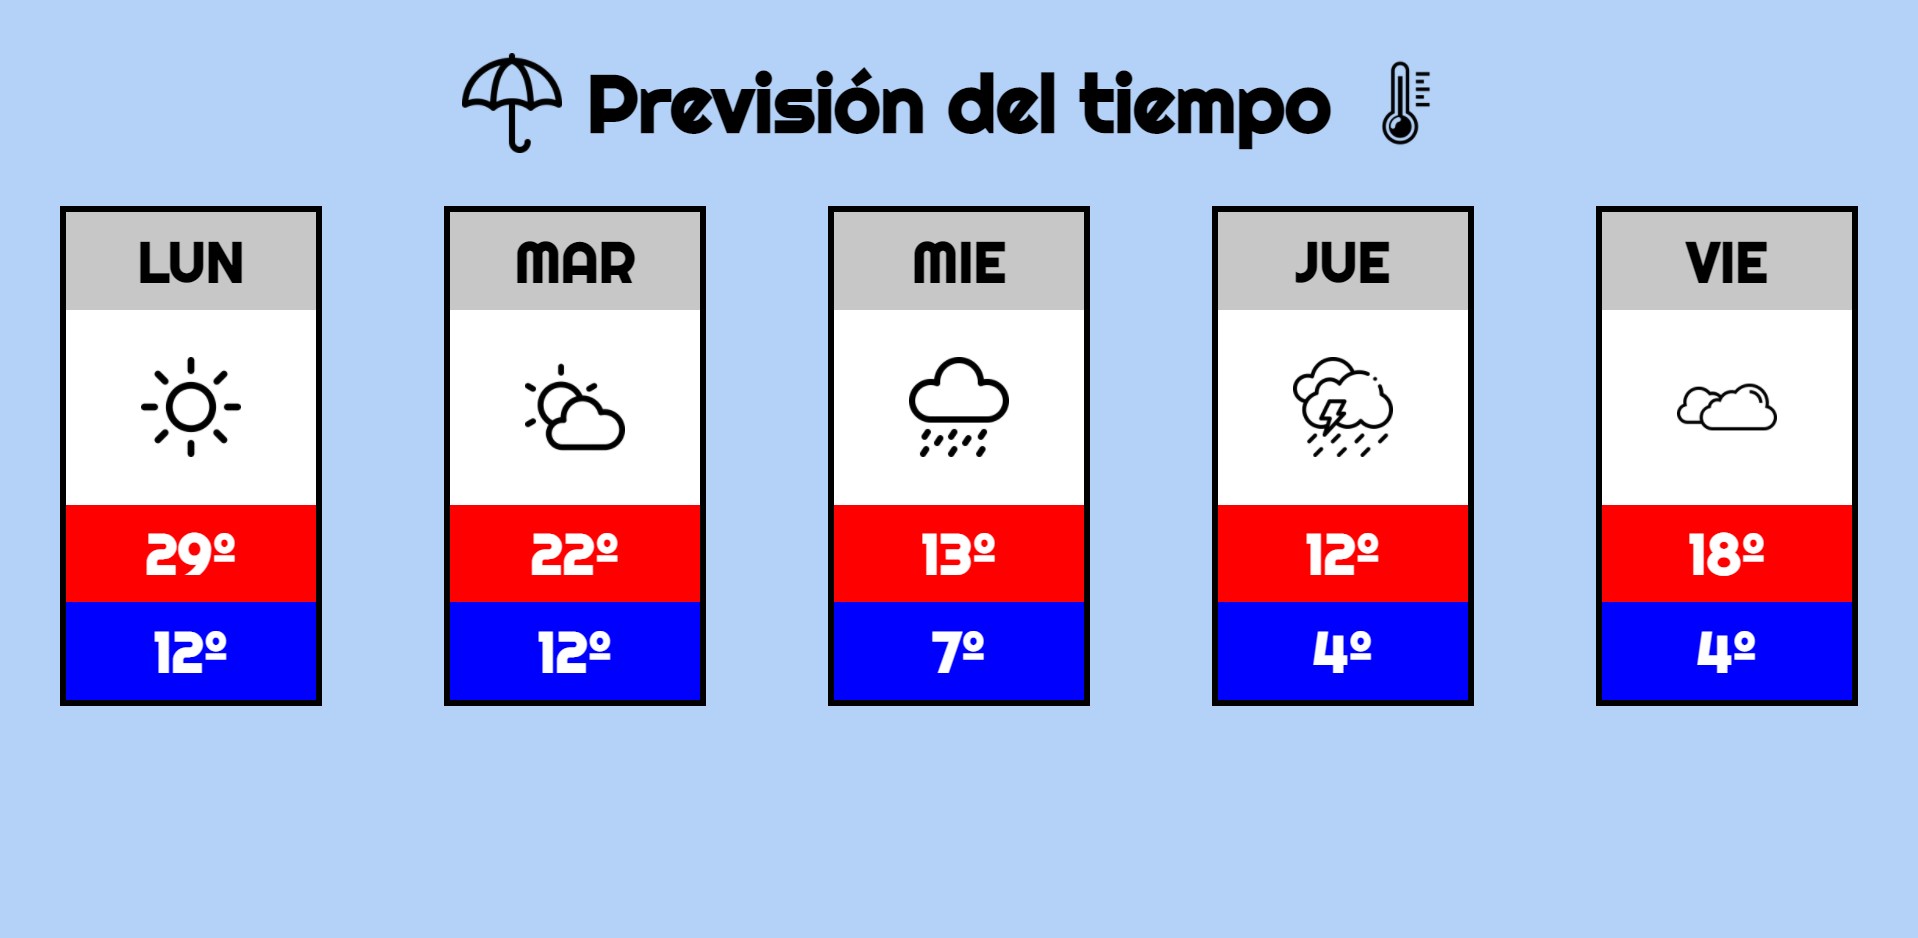 Previsión del tiempo
LUN
MAR
MIE
JUE
VIE
29º
22º
13º
12º
18º
12º
12º
7º
4º
4º